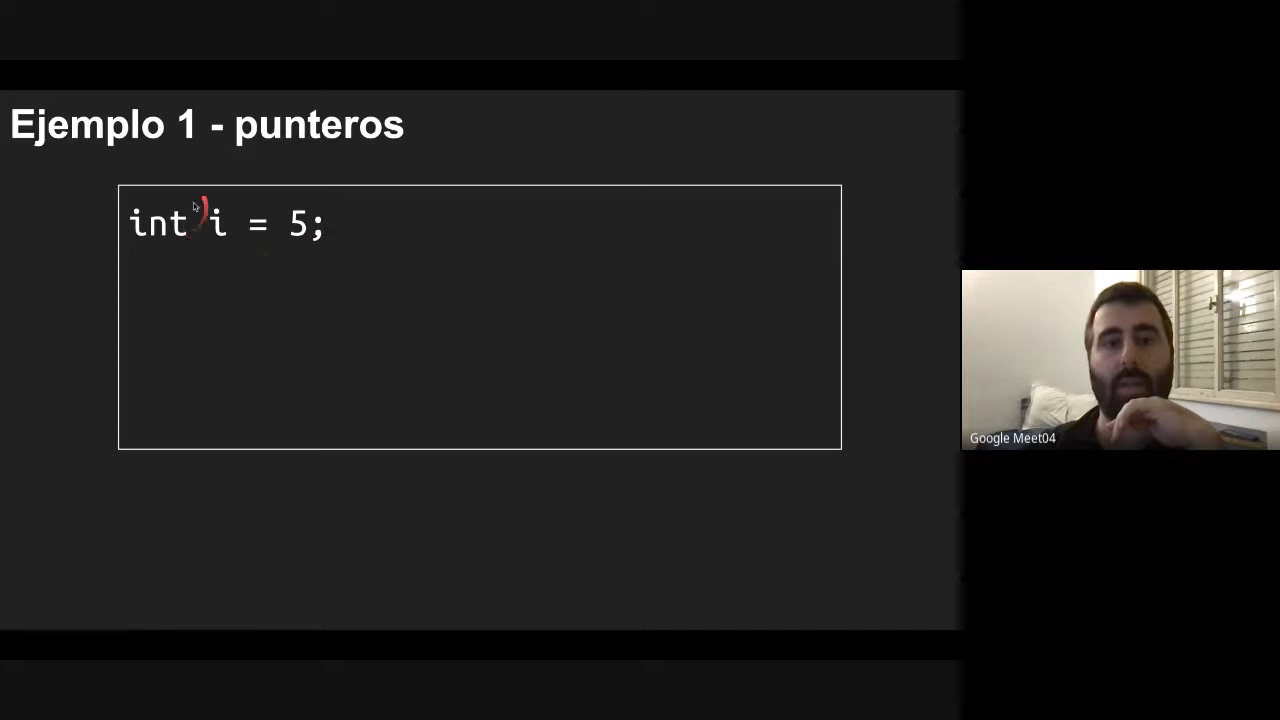 Ejemplo 1 - punteros
int i = 5;
Google Meet04